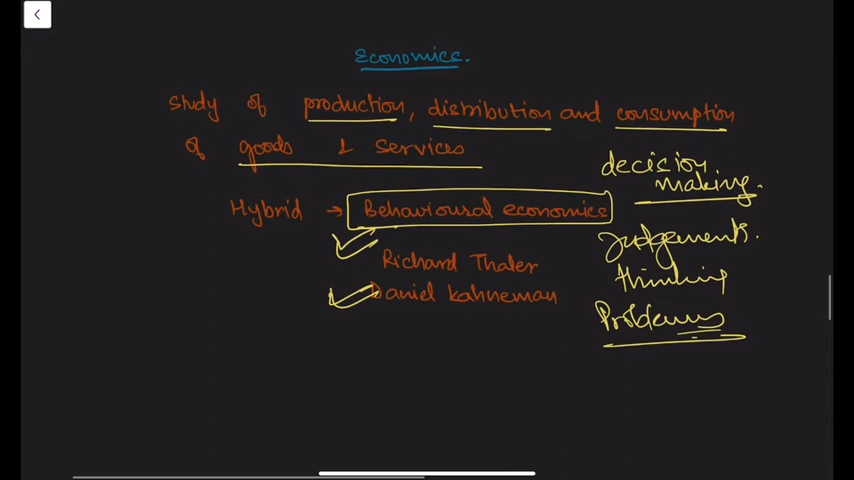 Economics.
study of production, distribution and consumption
of goods & services
decision
making.
Hybrid → Behavioural economics
Judgements.
Richard Thaler
thinking
Daniel Kahneman
Problems